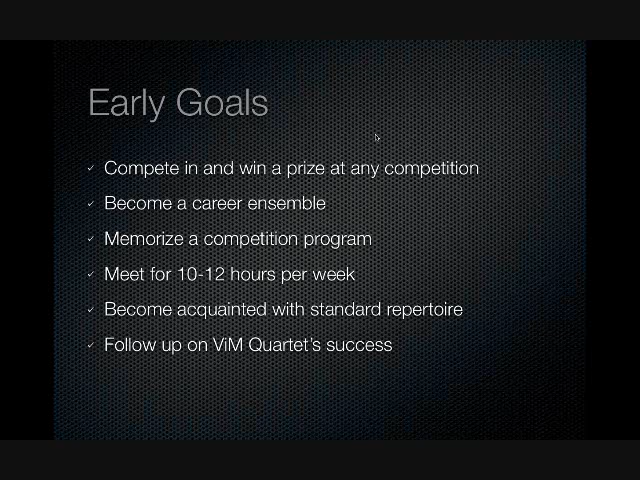 Early Goals
Compete in and win a prize at any competition
Become a career ensemble
Memorize a competition program
Meet for 10-12 hours per week
Become acquainted with standard repertoire
Follow up on ViM Quartet's success